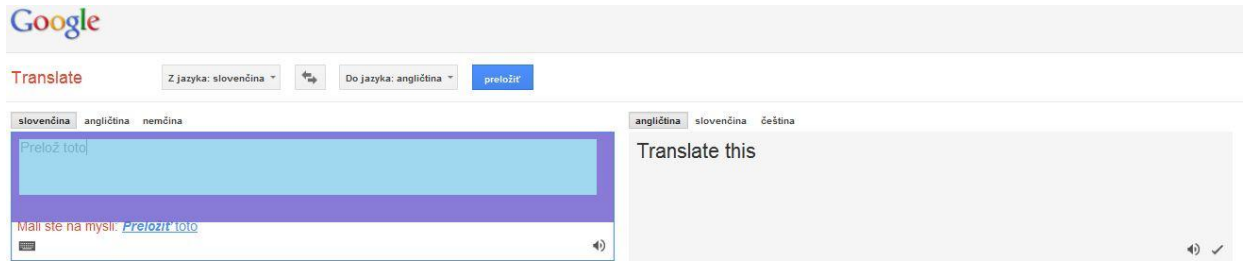 Google
Translate Z jazyka: slovenčina Do jazyka: angličtina preložiť
slovenčina angličtina nemčina angličtina slovenčina čeština
Prelož toto Translate this
Mali ste na mysli: Preložiť toto